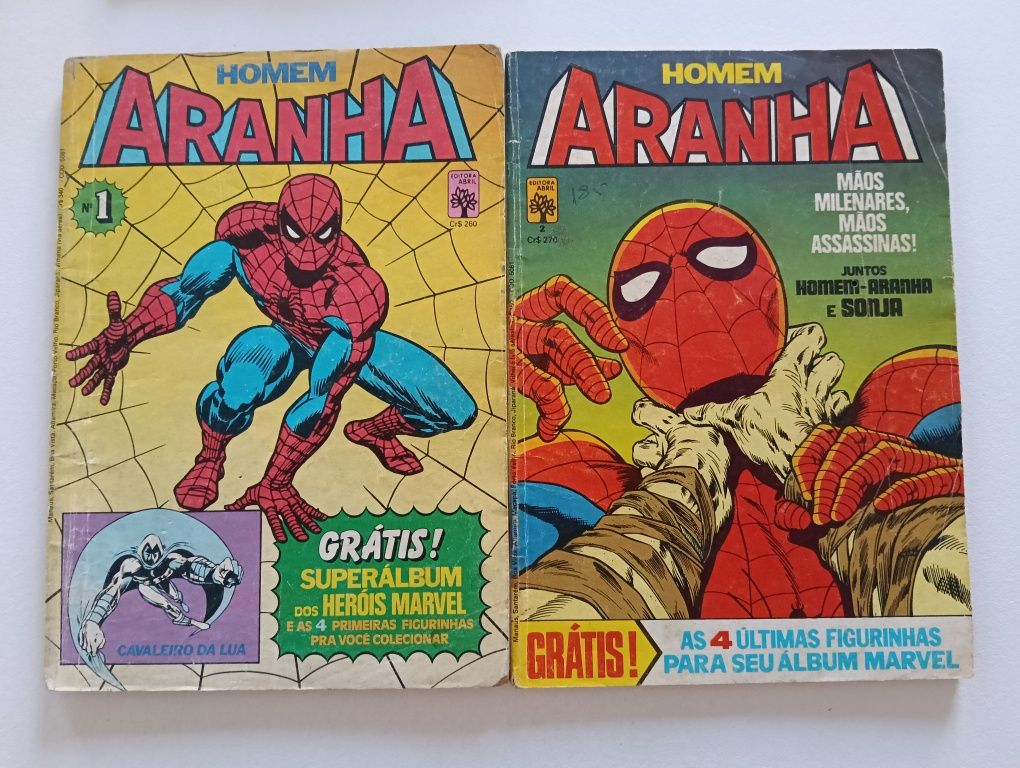 HOMEM
ARANHA
Nº 1
EDITORA
ABRIL
Cr$ 260
GRÁTIS!
SUPERÁLBUM
DOS HERÓIS MARVEL
E AS 4 PRIMEIRAS FIGURINHAS
PRA VOCÊ COLECIONAR
CAVALEIRO DA LUA
HOMEM
ARANHA
EDITORA
ABRIL
2
Cr$ 270
185
MÃOS
MILENARES,
MÃOS
ASSASSINAS!
JUNTOS
HOMEM-ARANHA
E SONJA
GRÁTIS!
AS 4 ÚLTIMAS FIGURINHAS
PARA SEU ÁLBUM MARVEL